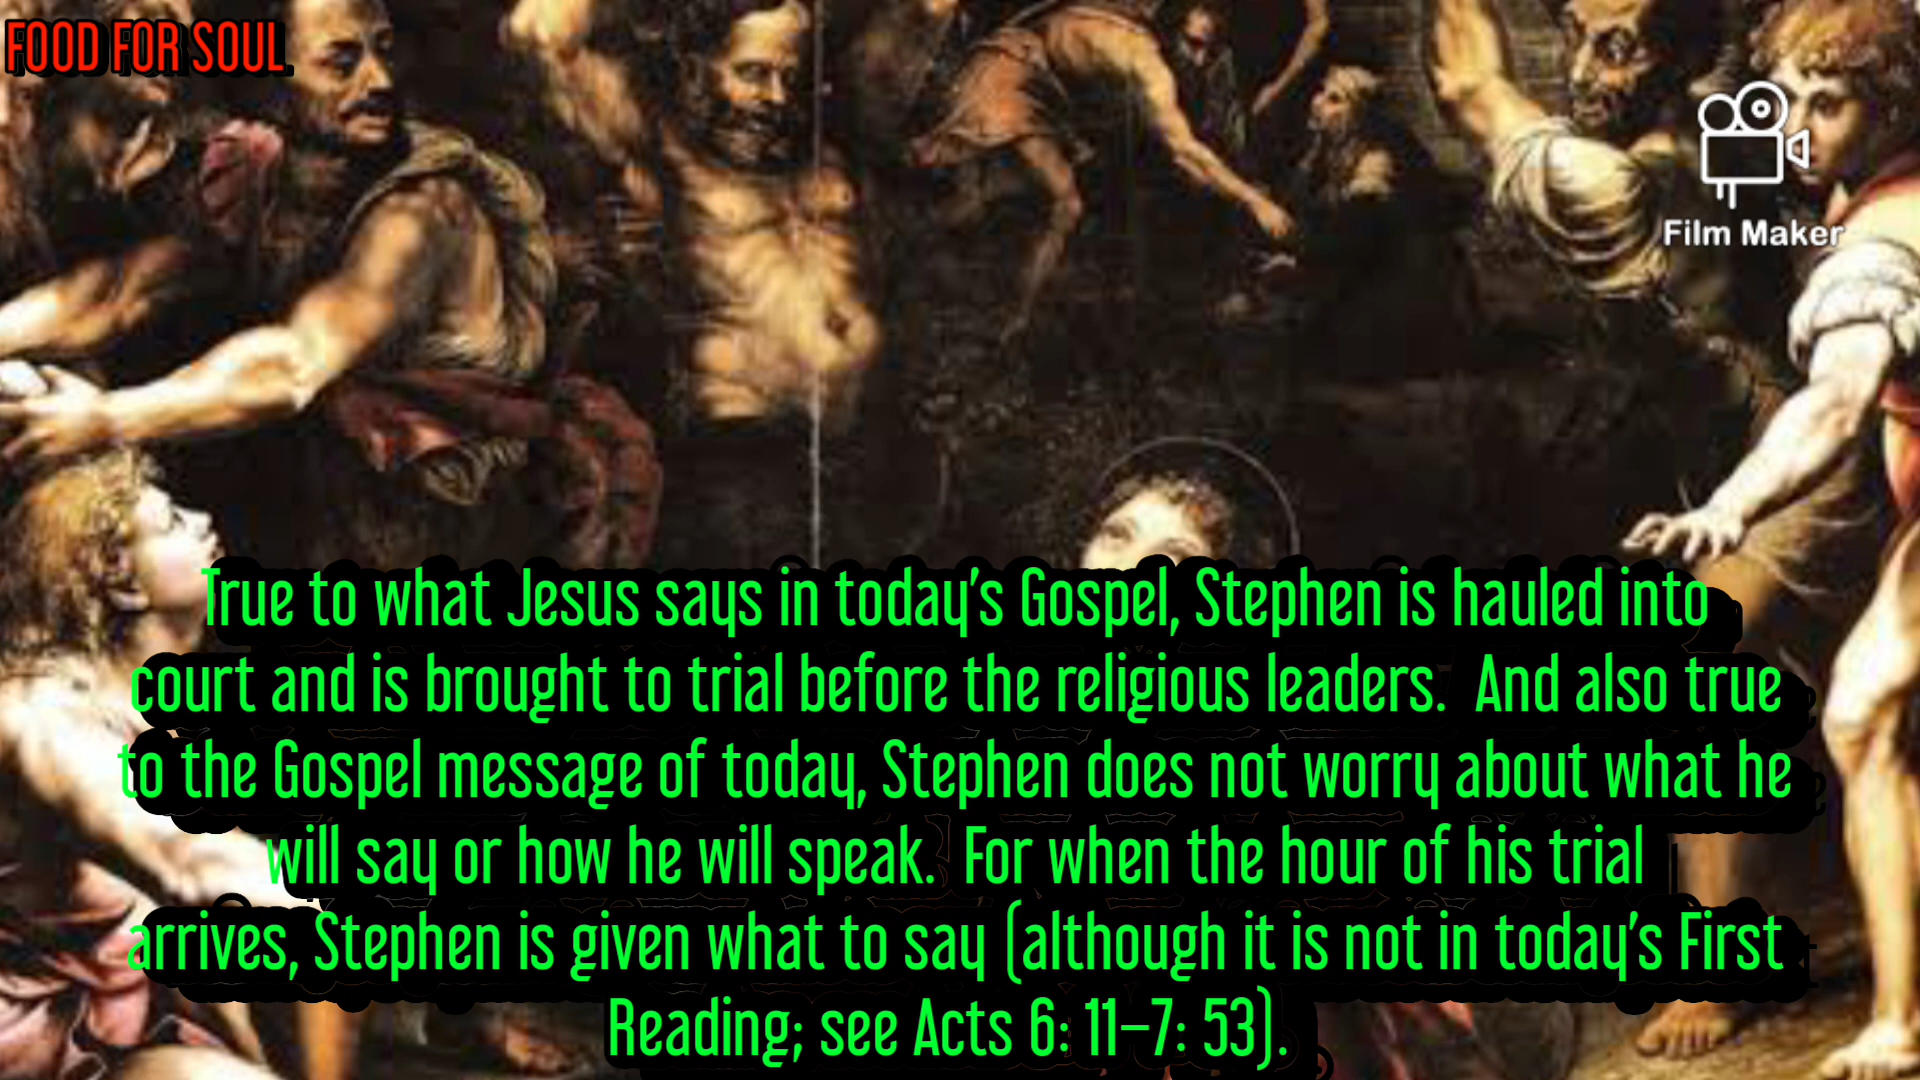 FOOD FOR SOUL
Film Maker
True to what Jesus says in today's Gospel, Stephen is hauled into
court and is brought to trial before the religious leaders.  And also true
to the Gospel message of today, Stephen does not worry about what he
will say or how he will speak.  For when the hour of his trial
arrives, Stephen is given what to say (although it is not in today's First
Reading; see Acts 6: 11–7: 53).